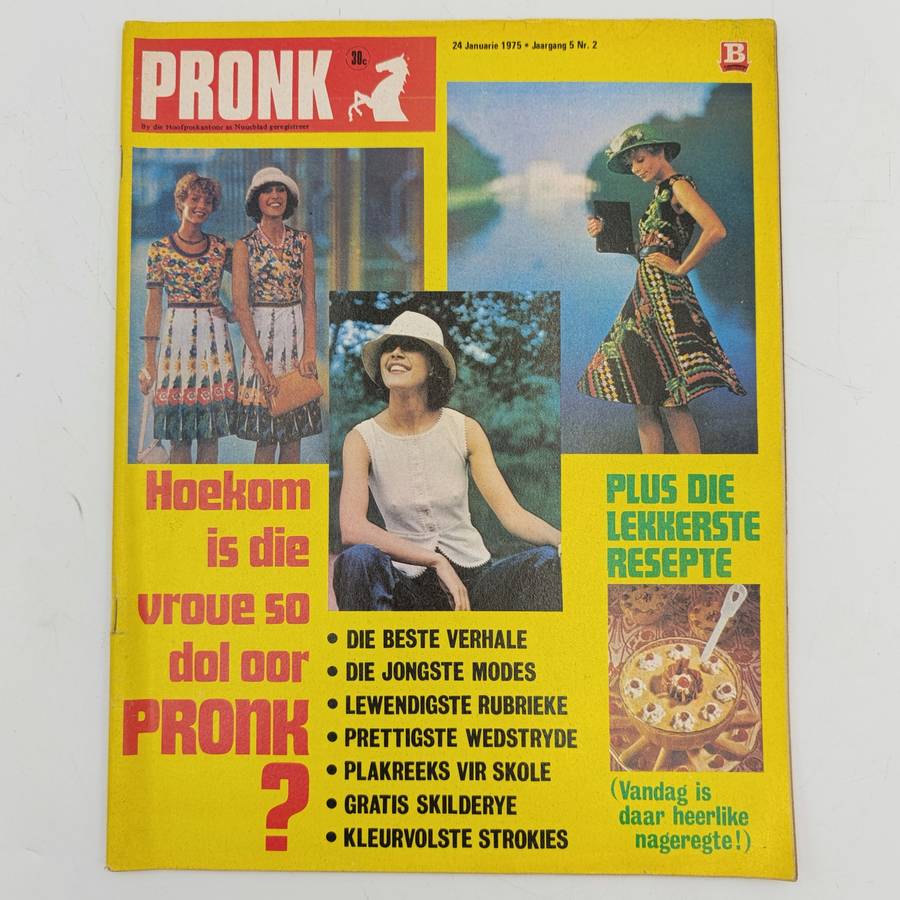 PRONK
30c
By die Hoofposkantoor as Nuusblad geregistreer
24 Januarie 1975 • Jaargang 5 Nr. 2
B
Hoekom
is die
vroue so
dol oor
PRONK
?
• DIE BESTE VERHALE
• DIE JONGSTE MODES
• LEWENDIGSTE RUBRIEKE
• PRETTIGSTE WEDSTRYDE
• PLAKREEKS VIR SKOLE
• GRATIS SKILDERYE
• KLEURVOLSTE STROKIES
PLUS DIE
LEKKERSTE
RESEPTE
(Vandag is
daar heerlike
nageregte!)